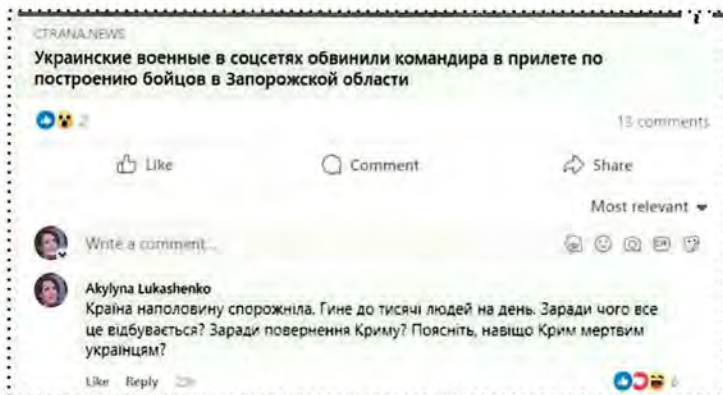 CTRANA.NEWS
Украинские военные в соцсетях обвинили командира в прилете по
построению бойцов в Запорожской области
2
13 comments
Like
Comment
Share
Most relevant
Write a comment...
Akylyna Lukashenko
Країна наполовину спорожніла. Гине до тисячі людей на день. Заради чого все
це відбувається? Заради повернення Криму? Поясніть, навіщо Крим мертвим
українцям?
Like Reply
6